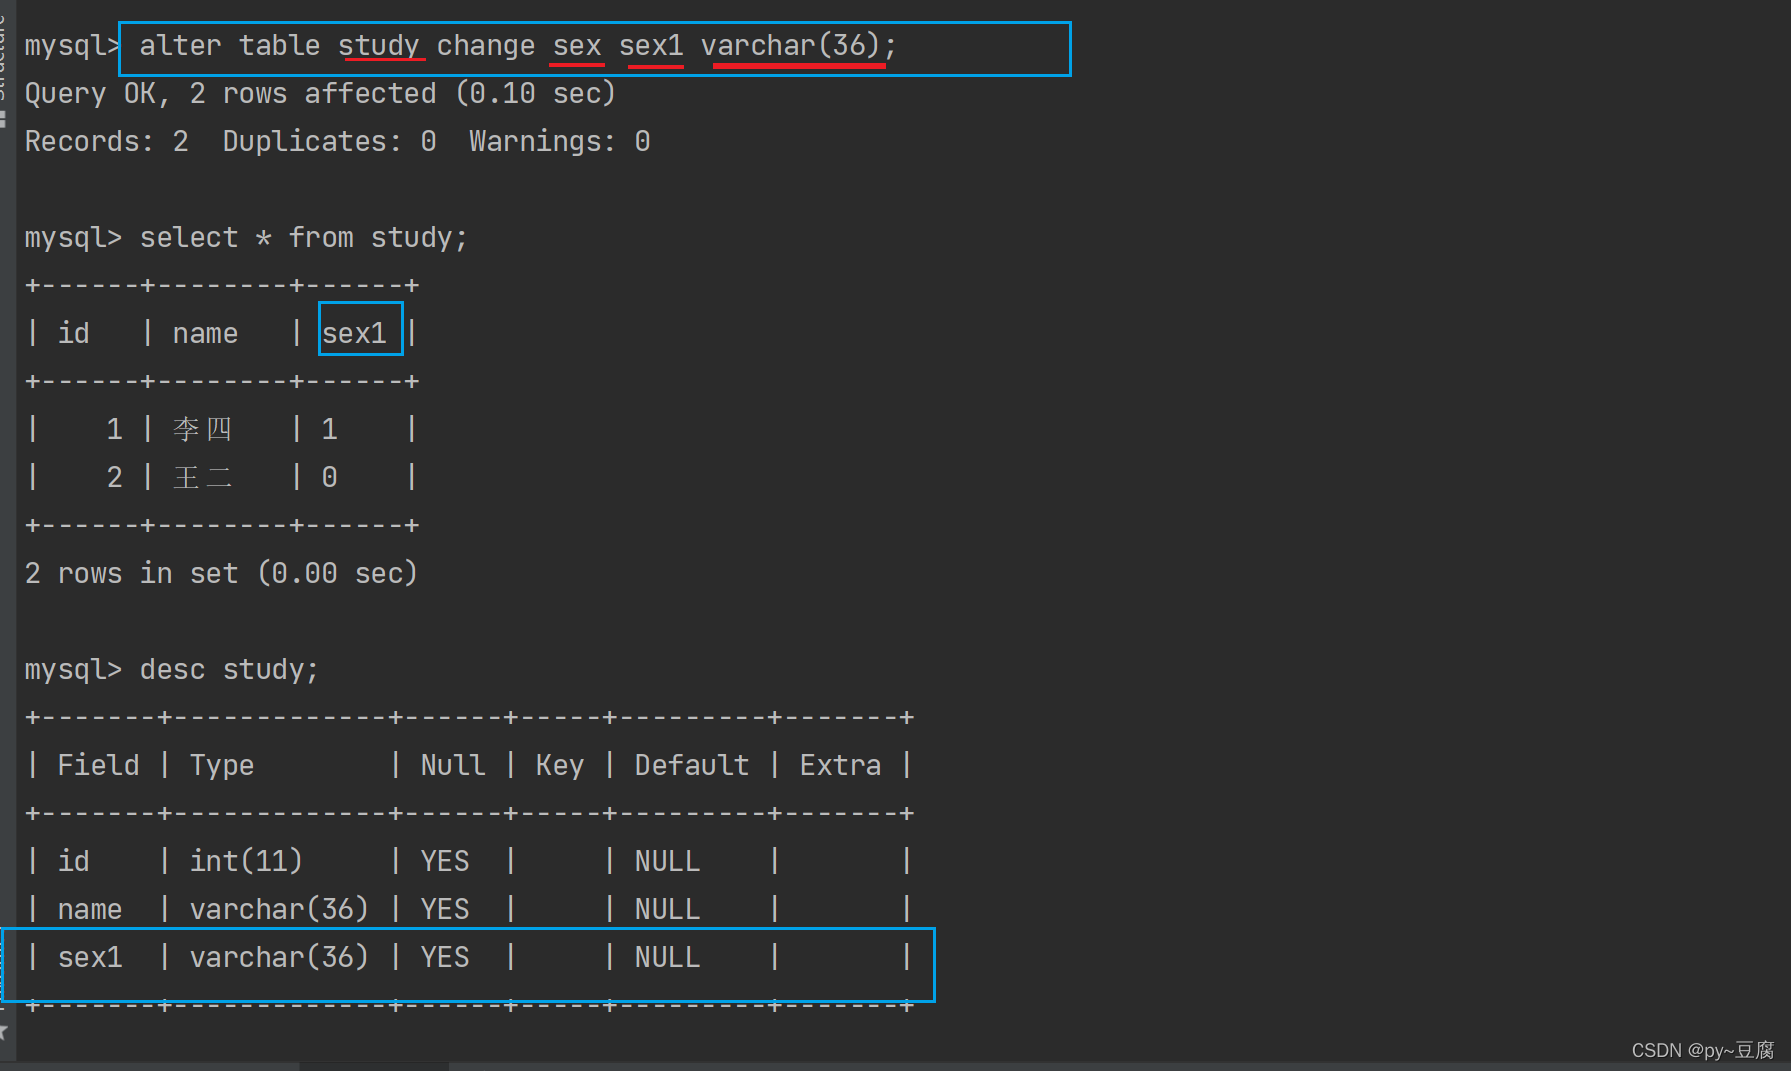 Structure
mysql> alter table study change sex sex1 varchar(36);
Query OK, 2 rows affected (0.10 sec)
Records: 2  Duplicates: 0  Warnings: 0
mysql> select * from study;
+------+--------+------+
| id   | name   | sex1 |
+------+--------+------+
|    1 | 李四   | 1    |
|    2 | 王二   | 0    |
+------+--------+------+
2 rows in set (0.00 sec)
mysql> desc study;
+-------+-------------+------+-----+---------+-------+
| Field | Type        | Null | Key | Default | Extra |
+-------+-------------+------+-----+---------+-------+
| id    | int(11)     | YES  |     | NULL    |       |
| name  | varchar(36) | YES  |     | NULL    |       |
| sex1  | varchar(36) | YES  |     | NULL    |       |
+-------+-------------+------+-----+---------+-------+
CSDN @py~豆腐